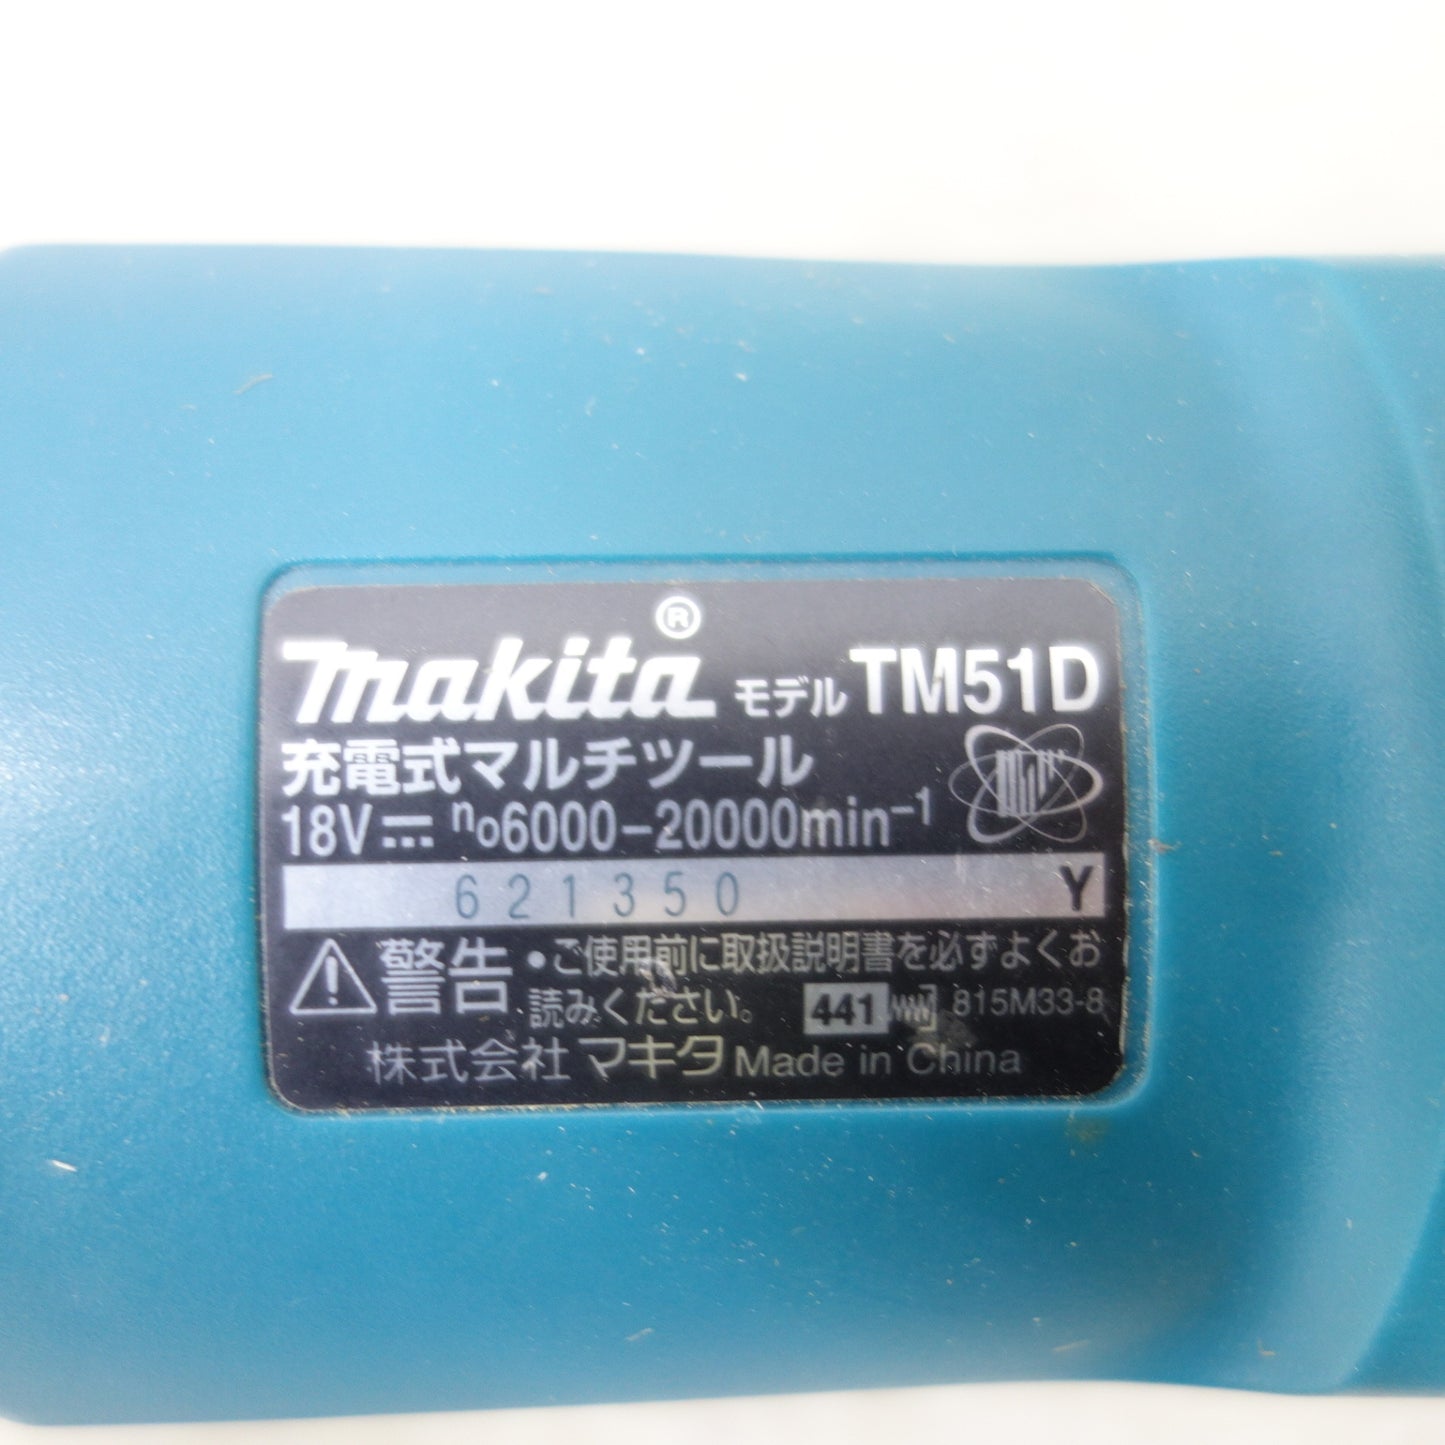 makita® モデル TM51D
充電式マルチツール
18V⎓ n₀6000−20000min⁻¹
621350 Y
⚠警告 •ご使用前に取扱説明書を必ずよくお
読みください。 441 815M33-8
株式会社 マキタ Made in China